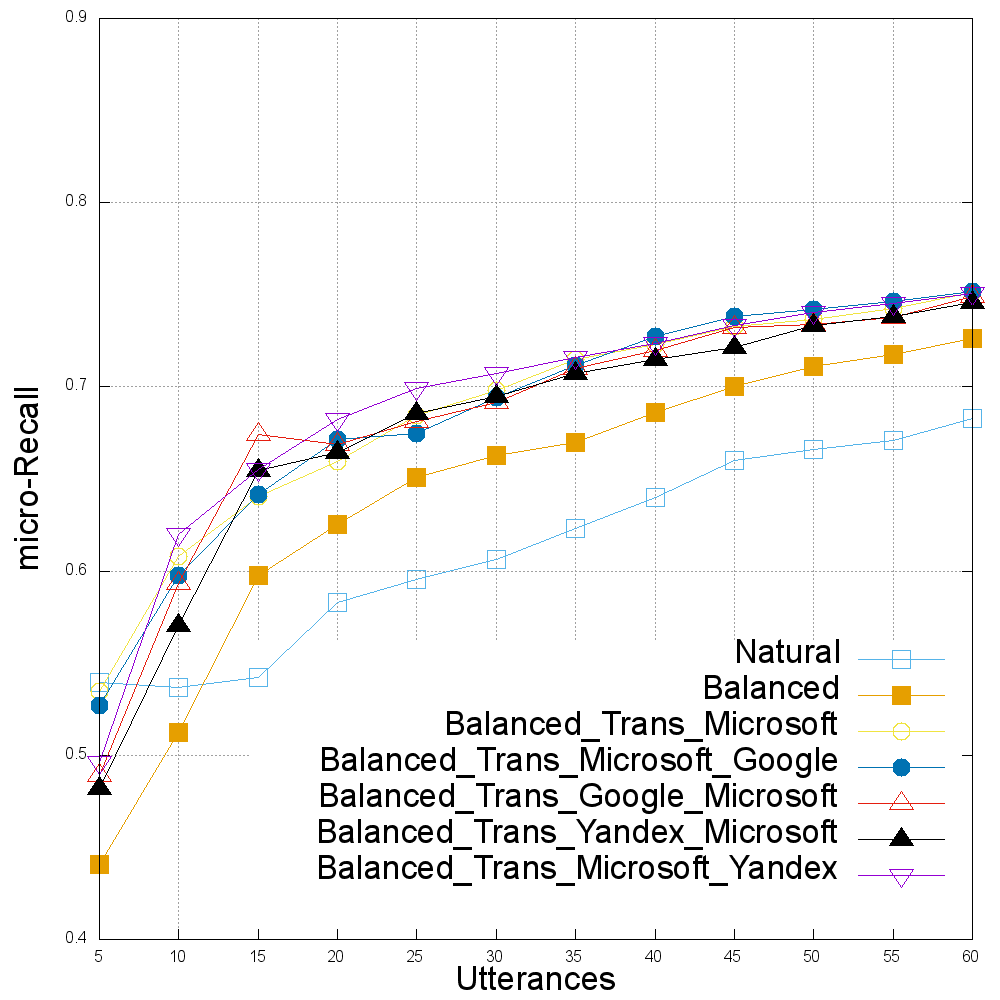 0.9
0.8
0.7
0.6
0.5
0.4
micro-Recall
Natural
Balanced
Balanced_Trans_Microsoft
Balanced_Trans_Microsoft_Google
Balanced_Trans_Google_Microsoft
Balanced_Trans_Yandex_Microsoft
Balanced_Trans_Microsoft_Yandex
5 10 15 20 25 30 35 40 45 50 55 60
Utterances